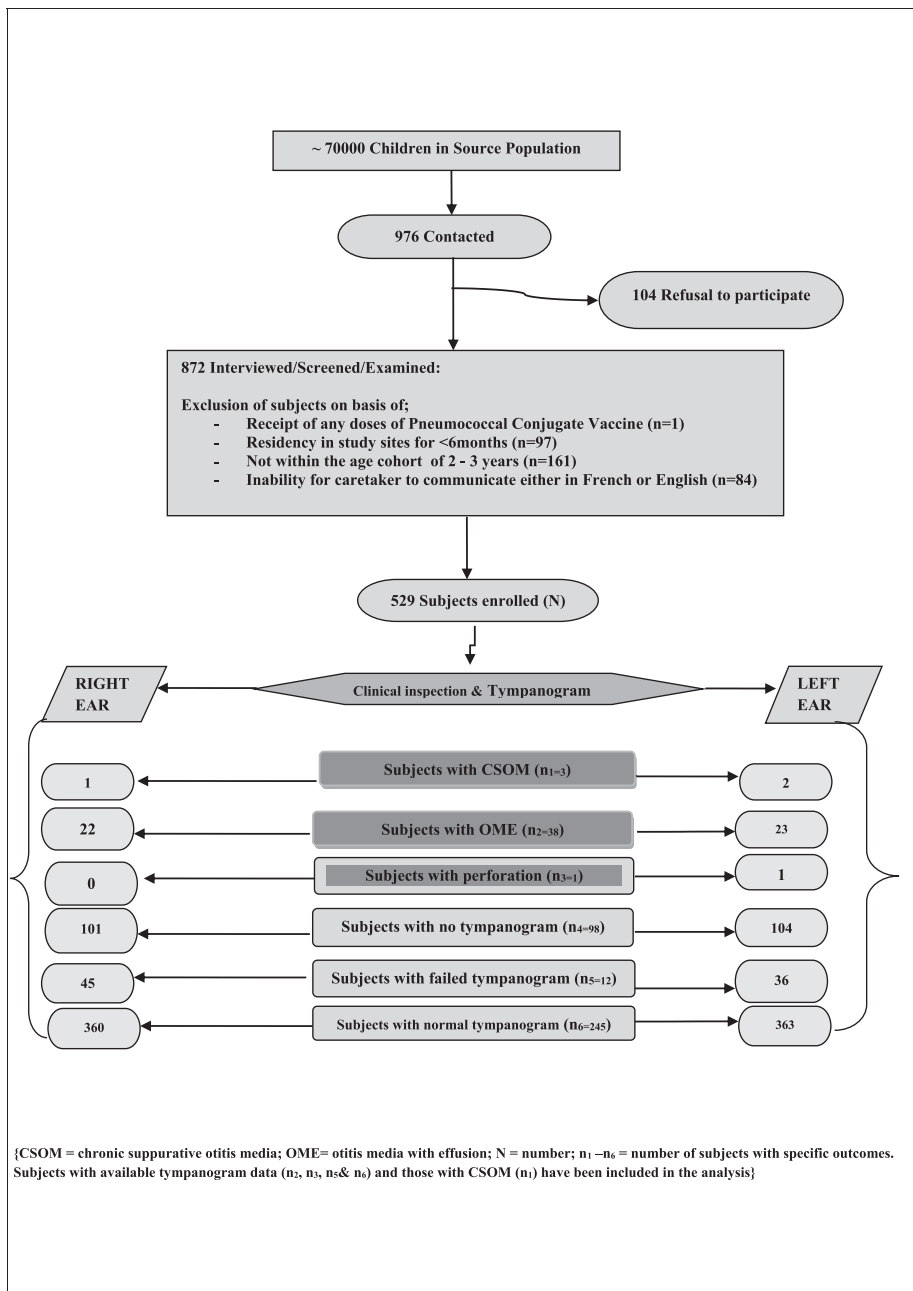 ~ 70000 Children in Source Population
976 Contacted
104 Refusal to participate
872 Interviewed/Screened/Examined:
Exclusion of subjects on basis of;
- Receipt of any doses of Pneumococcal Conjugate Vaccine (n=1)
- Residency in study sites for <6months (n=97)
- Not within the age cohort of 2 - 3 years (n=161)
- Inability for caretaker to communicate either in French or English (n=84)
529 Subjects enrolled (N)
RIGHT
EAR
Clinical inspection & Tympanogram
LEFT
EAR
1
Subjects with CSOM (n1=3)
2
22
Subjects with OME (n2=38)
23
0
Subjects with perforation (n3=1)
1
101
Subjects with no tympanogram (n4=98)
104
45
Subjects with failed tympanogram (n5=12)
36
360
Subjects with normal tympanogram (n6=245)
363
{CSOM = chronic suppurative otitis media; OME= otitis media with effusion; N = number; n1 –n6 = number of subjects with specific outcomes.
Subjects with available tympanogram data (n2, n3, n5& n6) and those with CSOM (n1) have been included in the analysis}